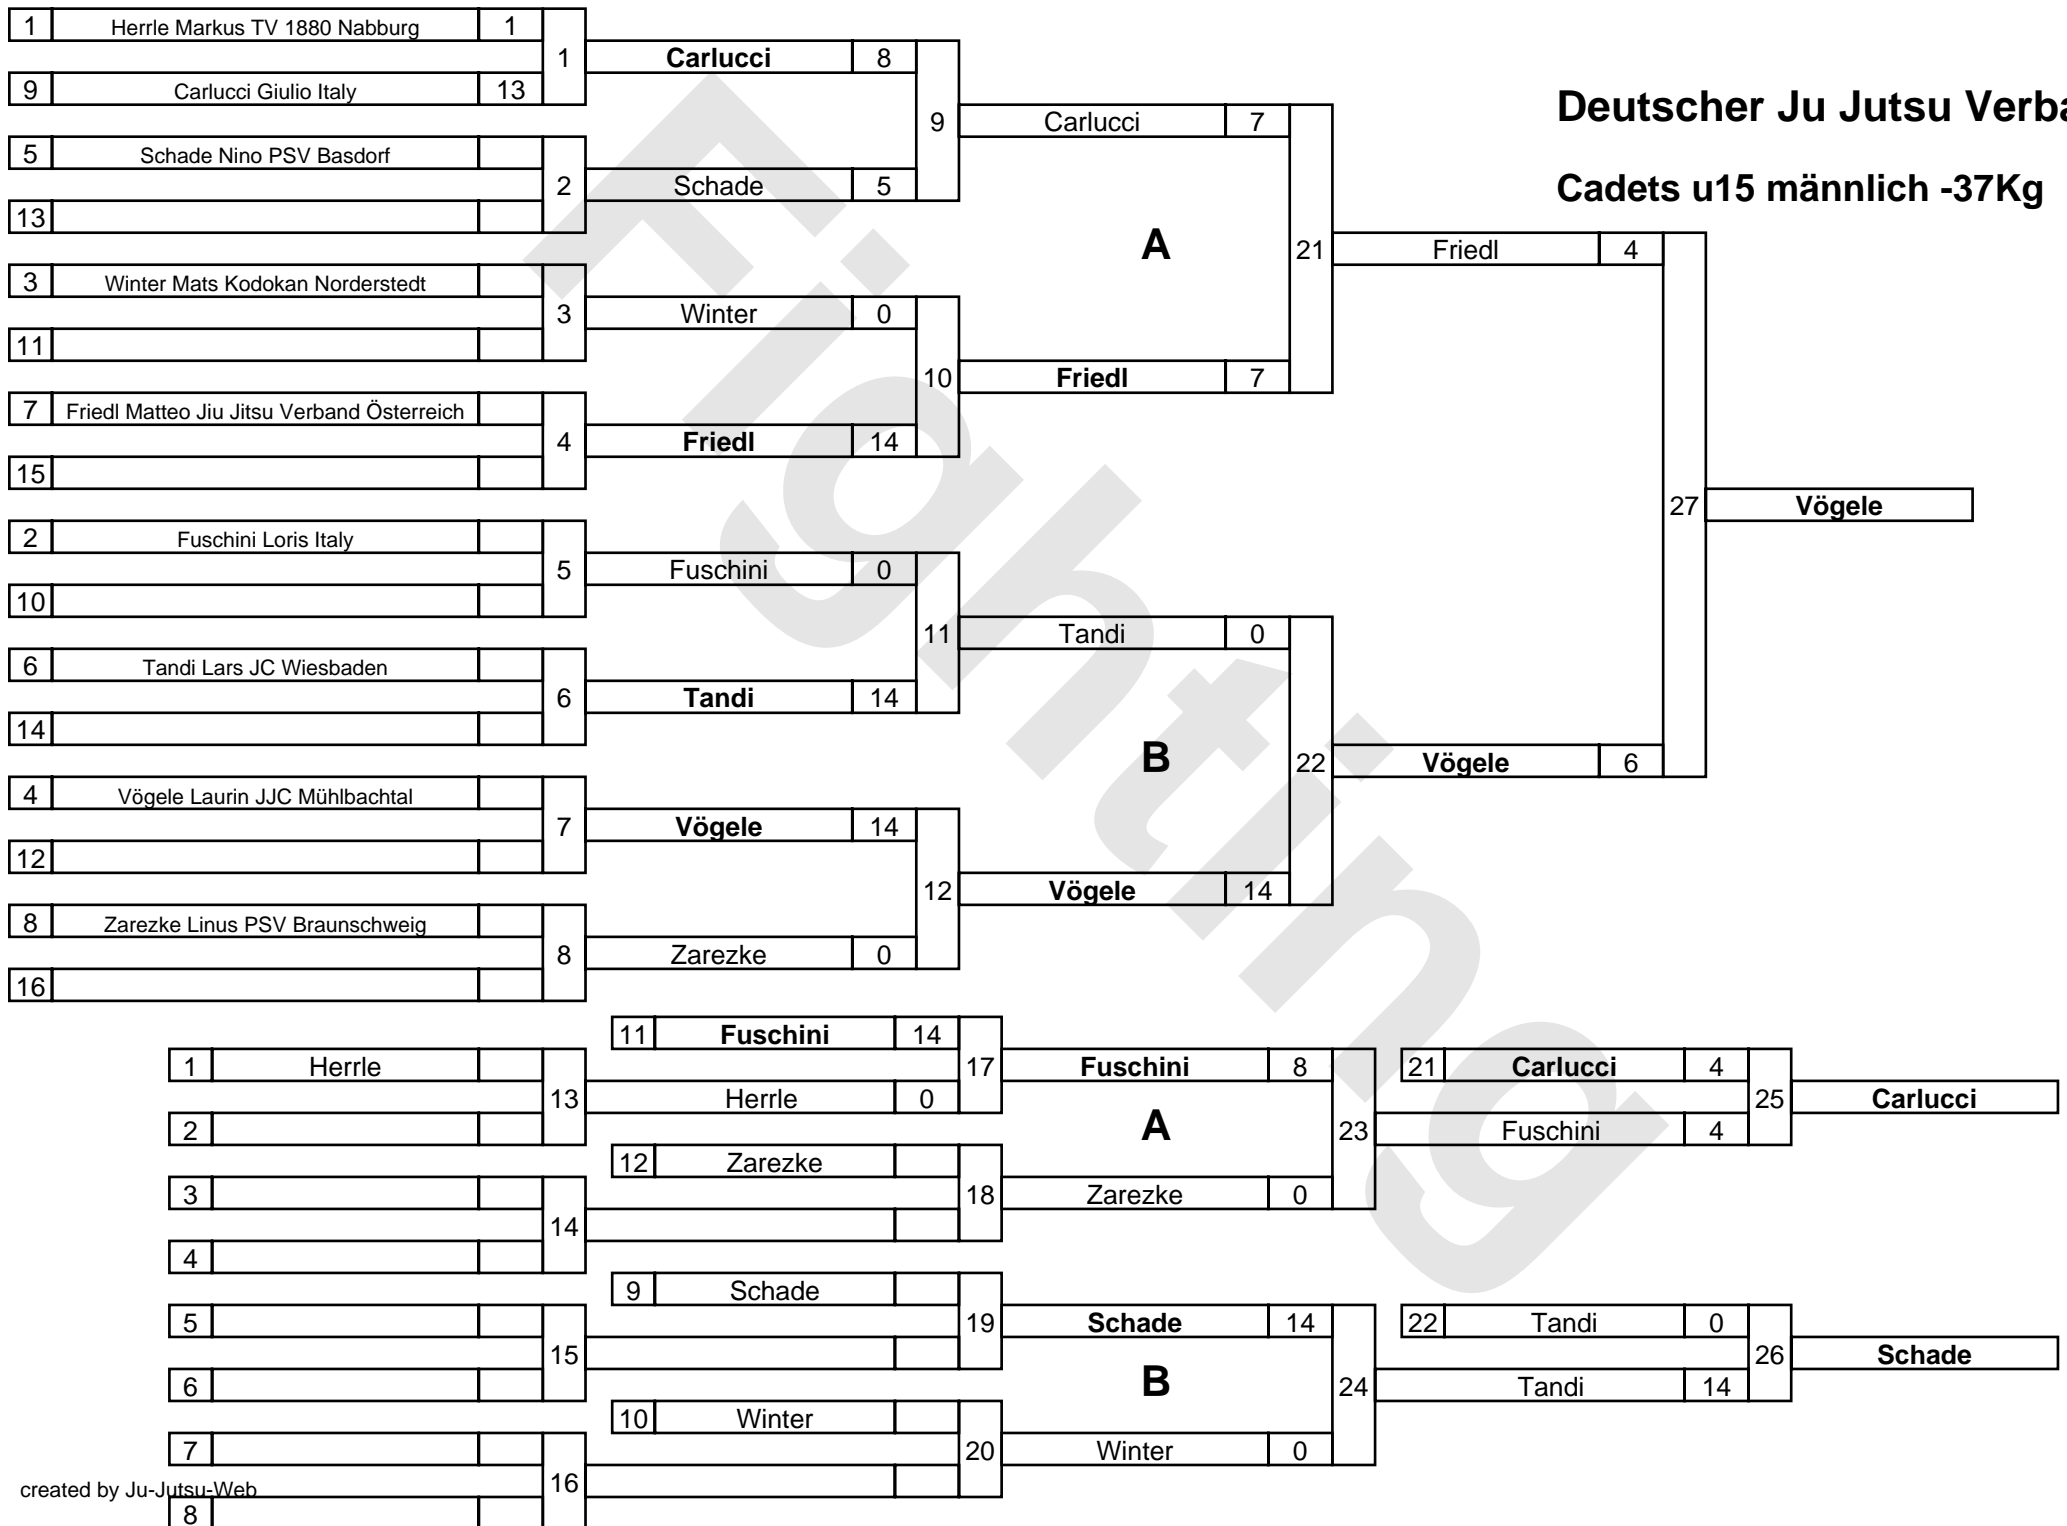 1 Herrle Markus TV 1880 Nabburg 1
1 Carlucci 8
9 Carlucci Giulio Italy 13
9 Carlucci 7
Deutscher Ju Jutsu Verba
5 Schade Nino PSV Basdorf
2 Schade 5
13
Cadets u15 männlich -37Kg
A 21 Friedl 4
3 Winter Mats Kodokan Norderstedt
3 Winter 0
11
10 Friedl 7
7 Friedl Matteo Jiu Jitsu Verband Österreich
4 Friedl 14
15
27 Vögele
2 Fuschini Loris Italy
5 Fuschini 0
10
11 Tandi 0
6 Tandi Lars JC Wiesbaden
6 Tandi 14
14
B 22 Vögele 6
4 Vögele Laurin JJC Mühlbachtal
7 Vögele 14
12
12 Vögele 14
8 Zarezke Linus PSV Braunschweig
8 Zarezke 0
16
Fighting
11 Fuschini 14
1 Herrle 17 Fuschini 8 21 Carlucci 4
13 Herrle 0 25 Carlucci
2 A 23 Fuschini 4
12 Zarezke
3 18 Zarezke 0
14
4
9 Schade
5 19 Schade 14 22 Tandi 0
15 26 Schade
6 B 24 Tandi 14
10 Winter
7 20 Winter 0
16
created by Ju-Jutsu-Web
8